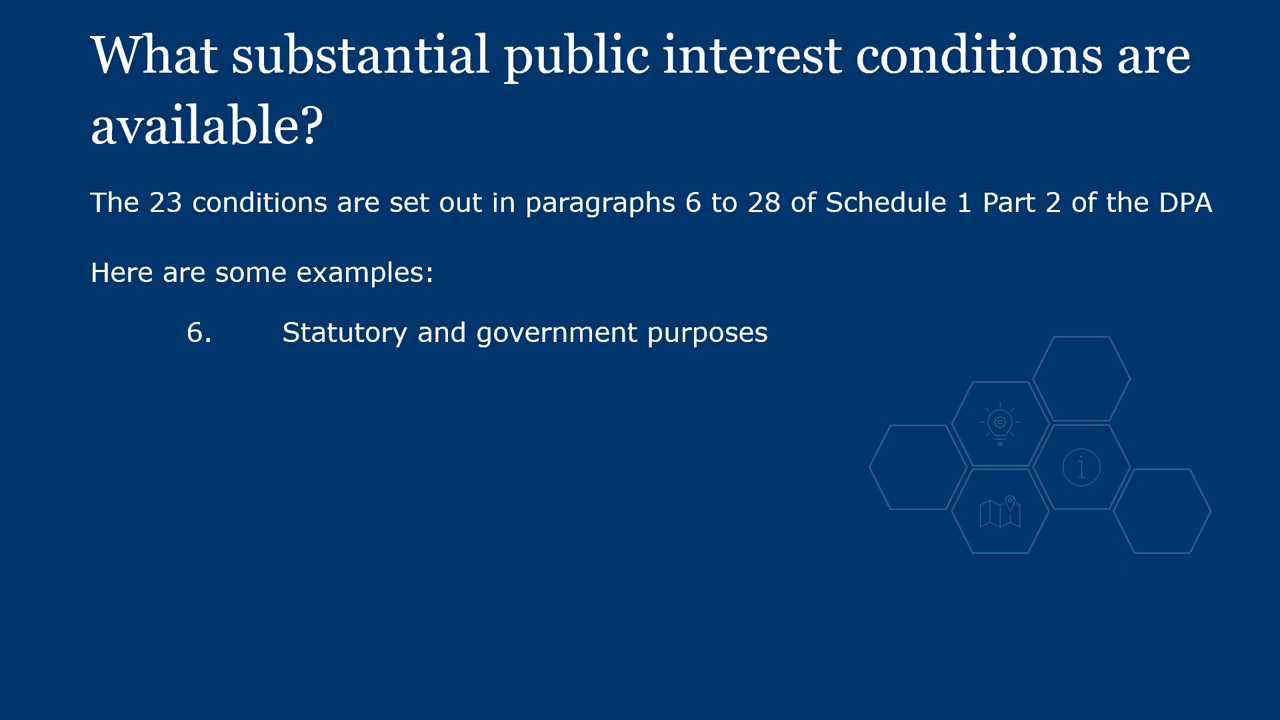 What substantial public interest conditions are
available?
The 23 conditions are set out in paragraphs 6 to 28 of Schedule 1 Part 2 of the DPA
Here are some examples:
6. Statutory and government purposes
i